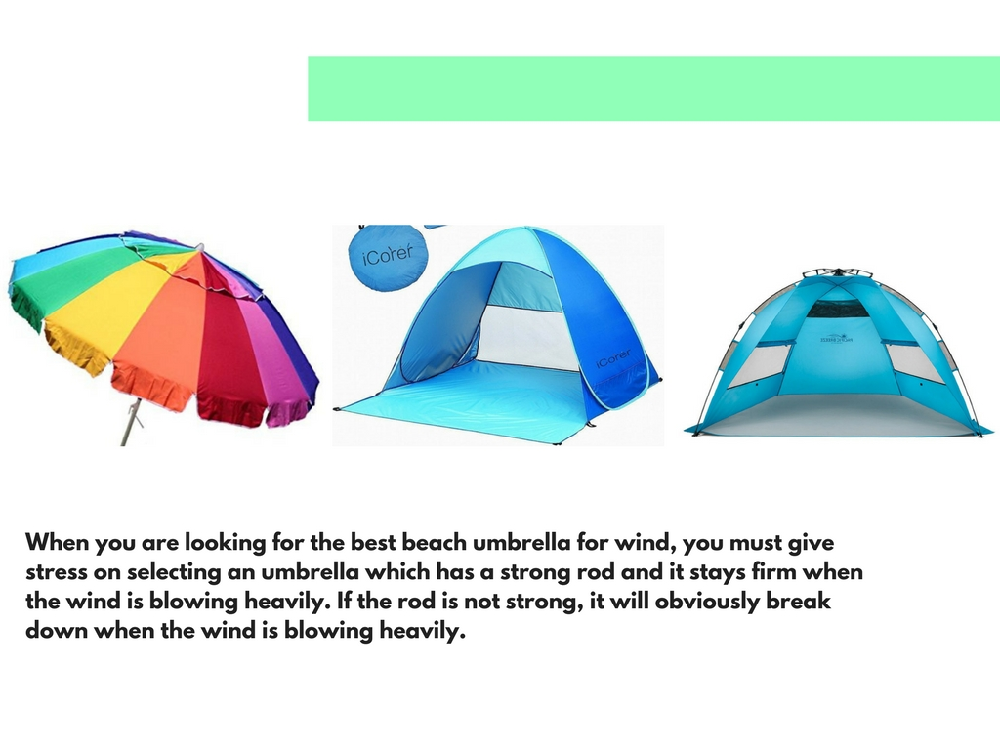 iCorer
iCorer
When you are looking for the best beach umbrella for wind, you must give
stress on selecting an umbrella which has a strong rod and it stays firm when
the wind is blowing heavily. If the rod is not strong, it will obviously break
down when the wind is blowing heavily.